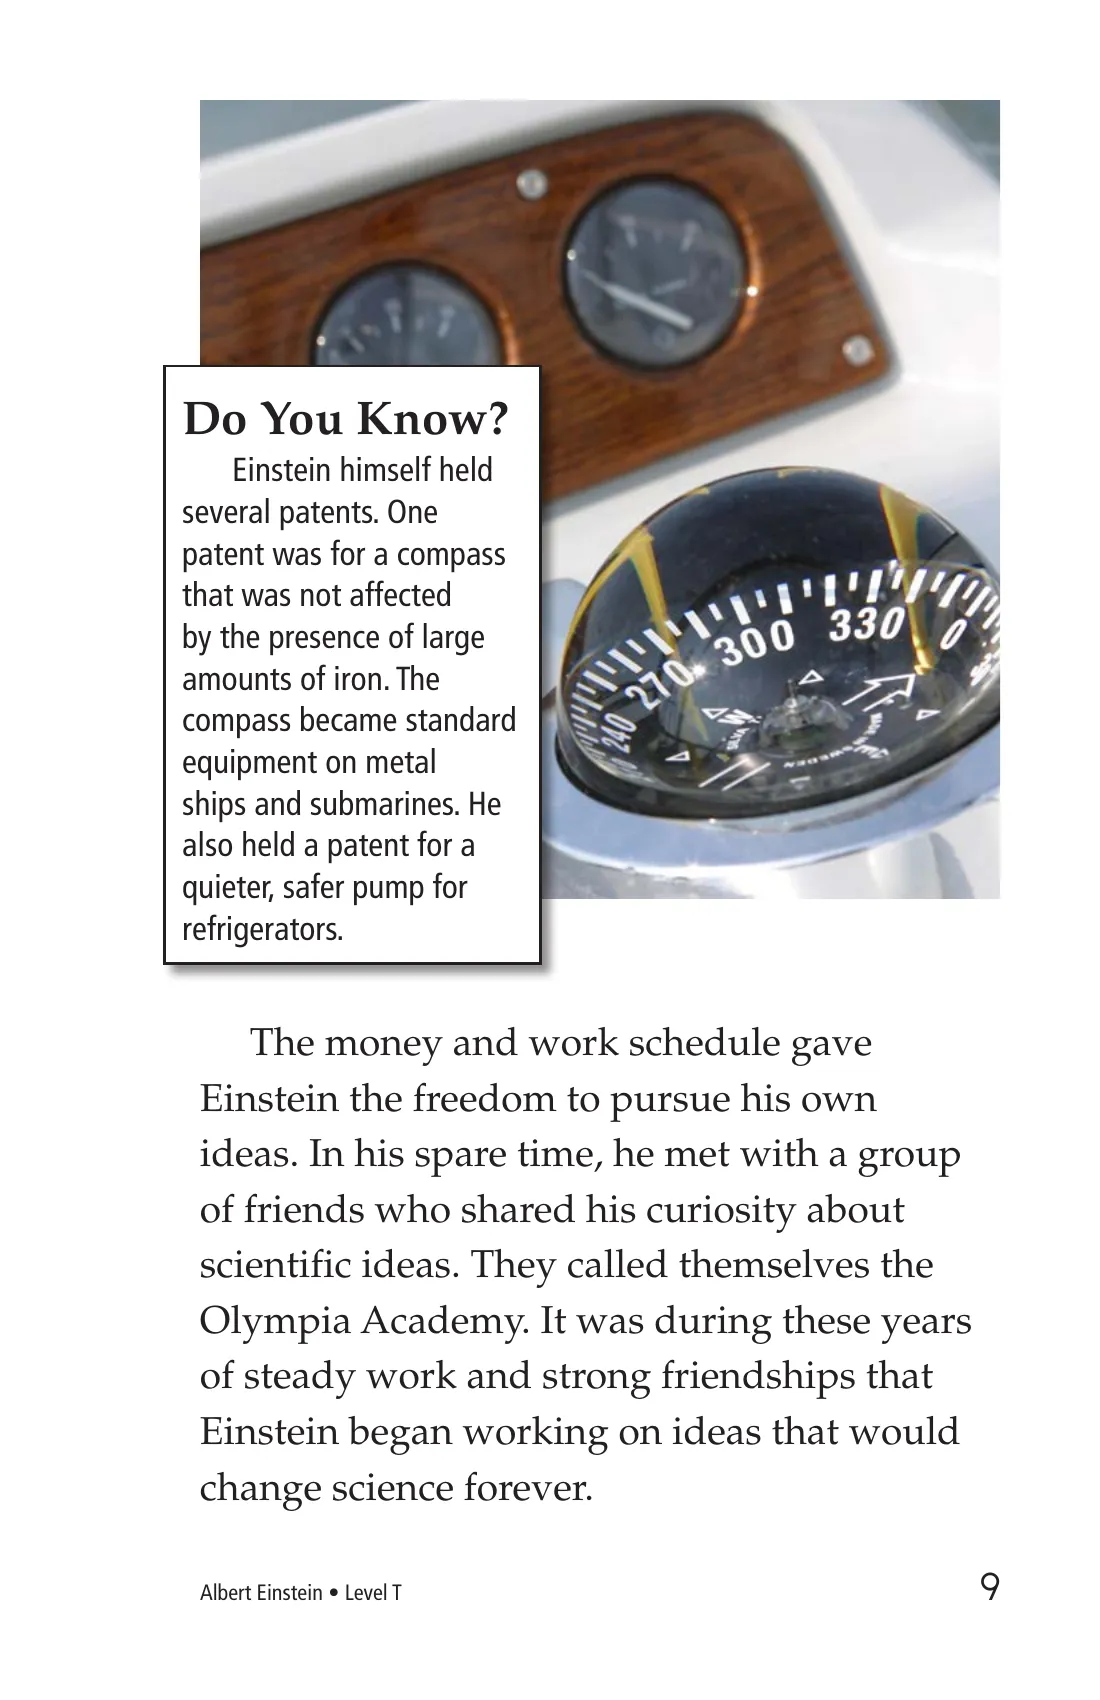 Do You Know?
Einstein himself held
several patents. One
patent was for a compass
that was not affected
by the presence of large
amounts of iron. The
compass became standard
equipment on metal
ships and submarines. He
also held a patent for a
quieter, safer pump for
refrigerators.
240 270 300 330 0
W
SILVA
SWEDEN
The money and work schedule gave
Einstein the freedom to pursue his own
ideas. In his spare time, he met with a group
of friends who shared his curiosity about
scientific ideas. They called themselves the
Olympia Academy. It was during these years
of steady work and strong friendships that
Einstein began working on ideas that would
change science forever.
Albert Einstein • Level T
9